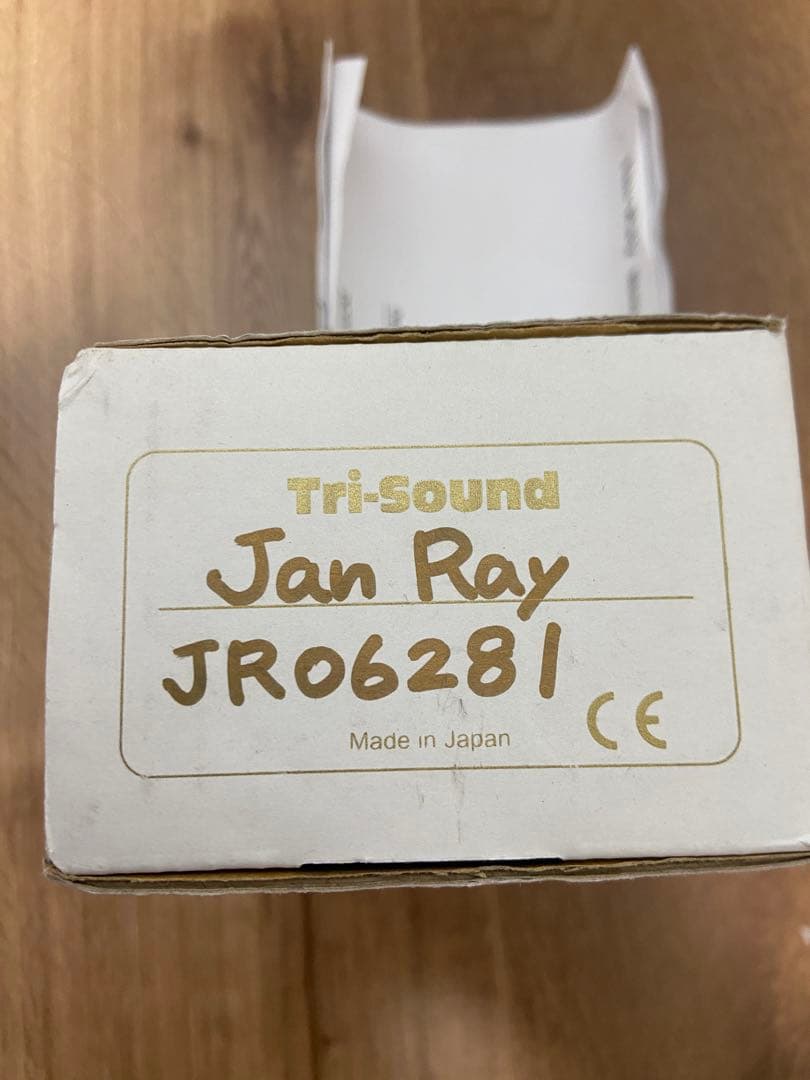 Tri-Sound
Jan Ray
JR06281
Made in Japan
CE